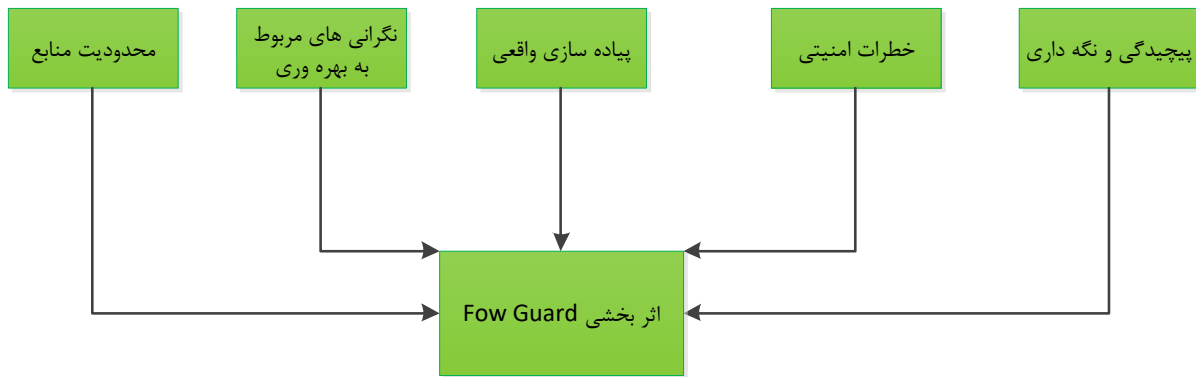 پیچیدگی و نگه داری
خطرات امنیتی
پیاده سازی واقعی
نگرانی های مربوط
به بهره وری
محدودیت منابع
اثر بخشی Fow Guard